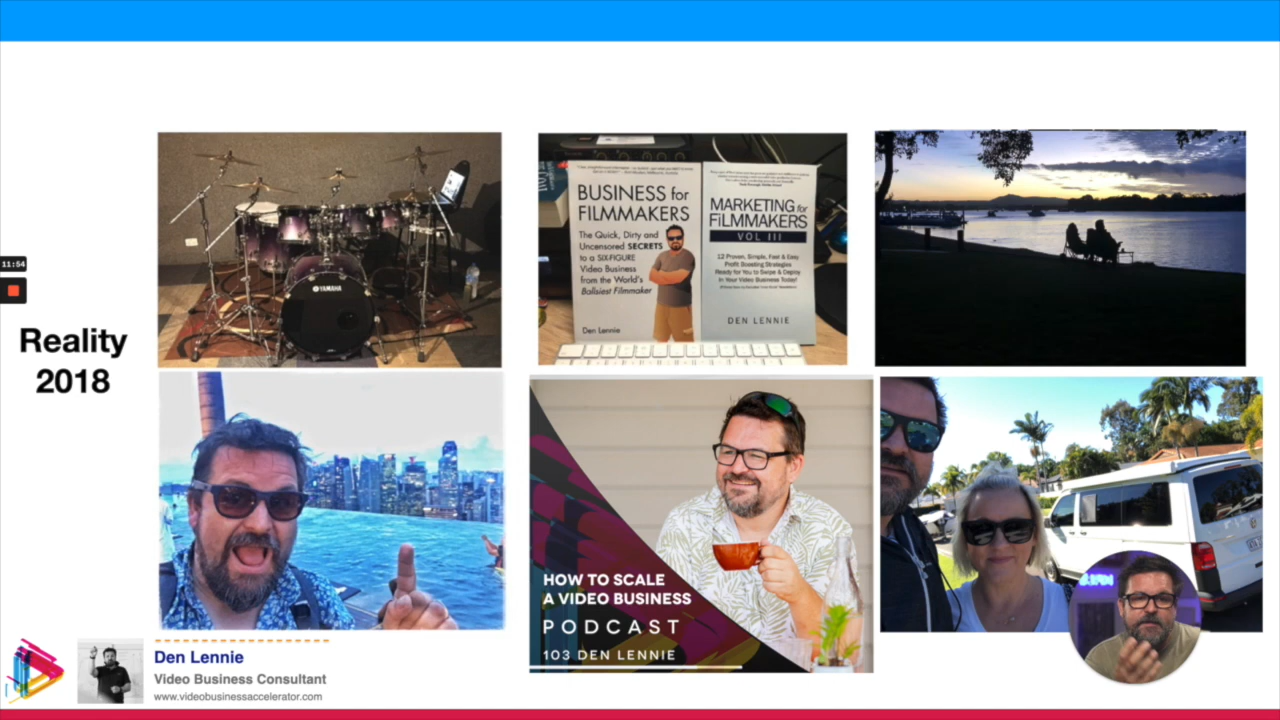 11:54
Reality
2018
YAMAHA
BUSINESS for
FILMMAKERS
The Quick, Dirty and
Uncensored SECRETS
to a SIX-FIGURE
Video Business
from the World's
Ballsiest Filmmaker
Den Lennie
MARKETING for
FiLMMAKERS
VOL III
12 Proven, Simple, Fast & Easy
Profit Boosting Strategies
Ready for You to Swipe & Deploy
in Your Video Business Today!
DEN LENNIE
HOW TO SCALE
A VIDEO BUSINESS
PODCAST
103 DEN LENNIE
Den Lennie
Video Business Consultant
www.videobusinessaccelerator.com